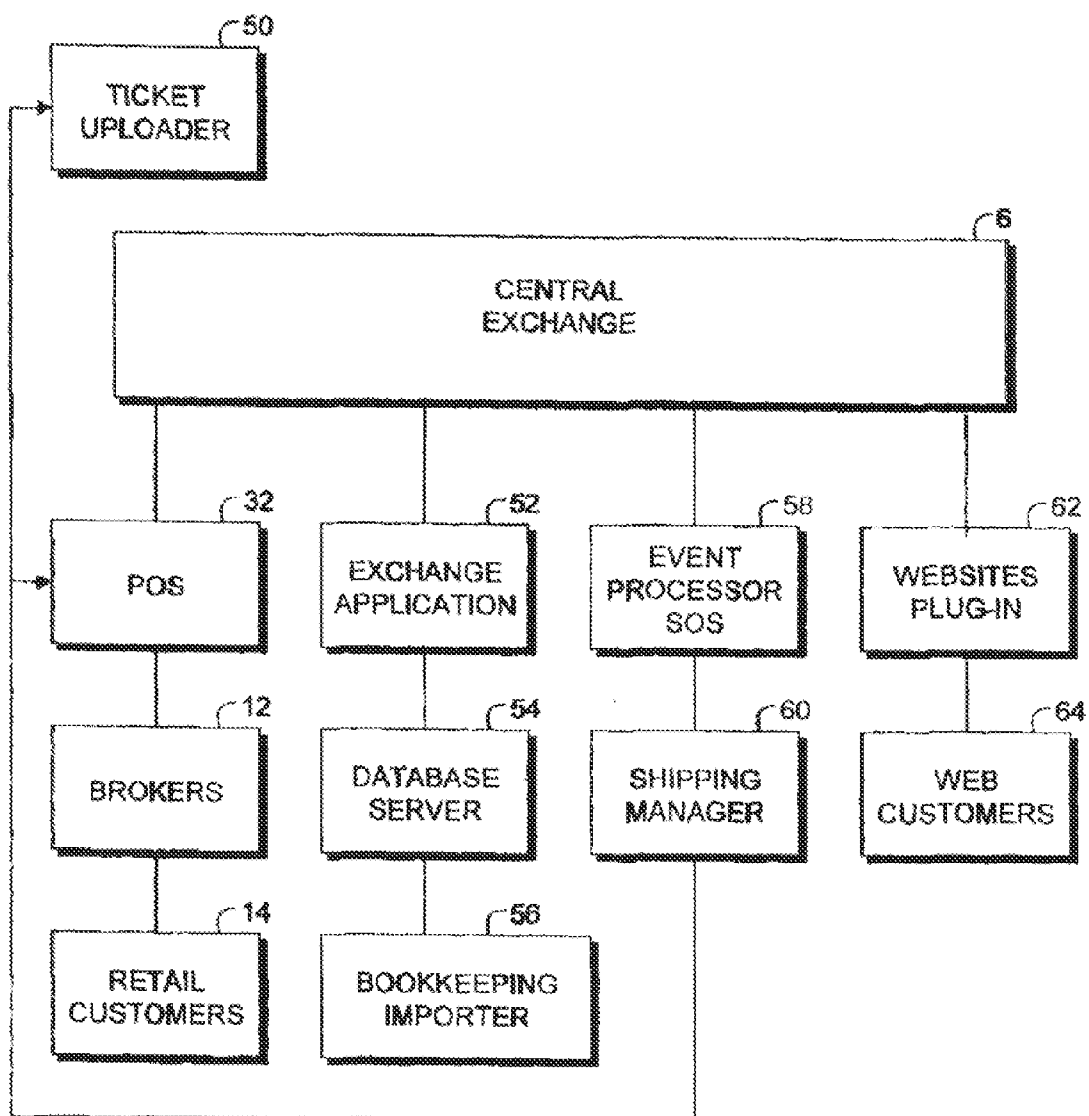 50
TICKET
UPLOADER
6
CENTRAL
EXCHANGE
32
POS
52
EXCHANGE
APPLICATION
58
EVENT
PROCESSOR
SOS
62
WEBSITES
PLUG-IN
12
BROKERS
54
DATABASE
SERVER
60
SHIPPING
MANAGER
64
WEB
CUSTOMERS
14
RETAIL
CUSTOMERS
56
BOOKKEEPING
IMPORTER